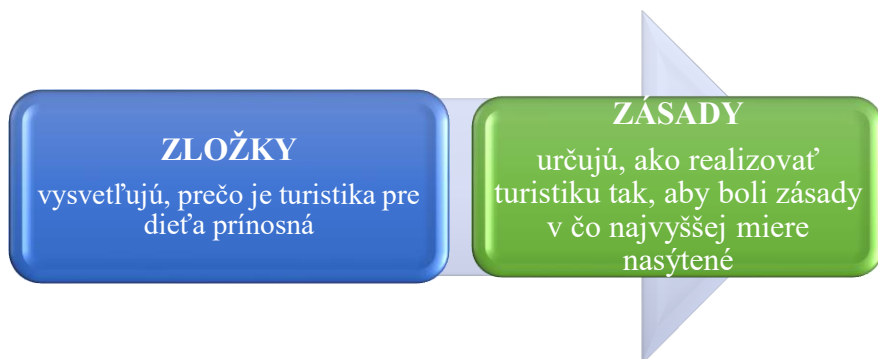 ZLOŽKY
vysvetľujú, prečo je turistika pre
dieťa prínosná
ZÁSADY
určujú, ako realizovať
turistiku tak, aby boli zásady
v čo najvyššej miere
nasýtené